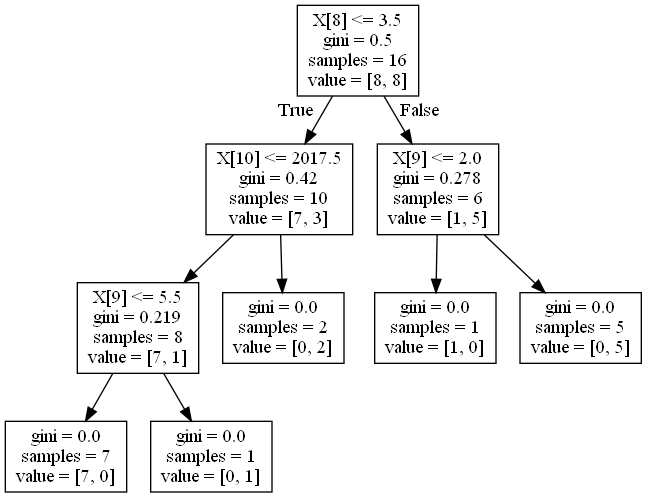 X[8] <= 3.5
gini = 0.5
samples = 16
value = [8, 8]
True
False
X[10] <= 2017.5
gini = 0.42
samples = 10
value = [7, 3]
X[9] <= 2.0
gini = 0.278
samples = 6
value = [1, 5]
X[9] <= 5.5
gini = 0.219
samples = 8
value = [7, 1]
gini = 0.0
samples = 2
value = [0, 2]
gini = 0.0
samples = 1
value = [1, 0]
gini = 0.0
samples = 5
value = [0, 5]
gini = 0.0
samples = 7
value = [7, 0]
gini = 0.0
samples = 1
value = [0, 1]